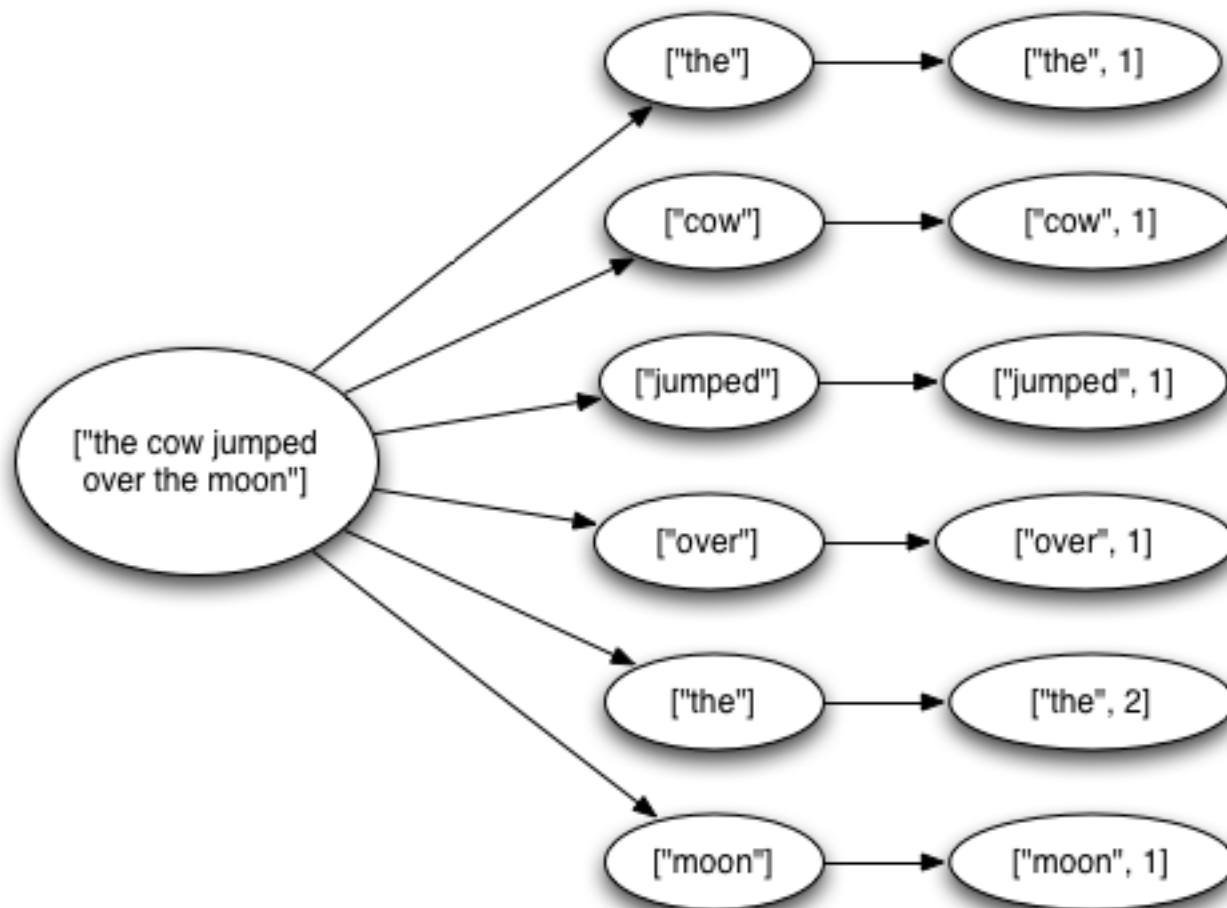 ["the"]
["the", 1]
["cow"]
["cow", 1]
["jumped"]
["jumped", 1]
["the cow jumped
over the moon"]
["over"]
["over", 1]
["the"]
["the", 2]
["moon"]
["moon", 1]